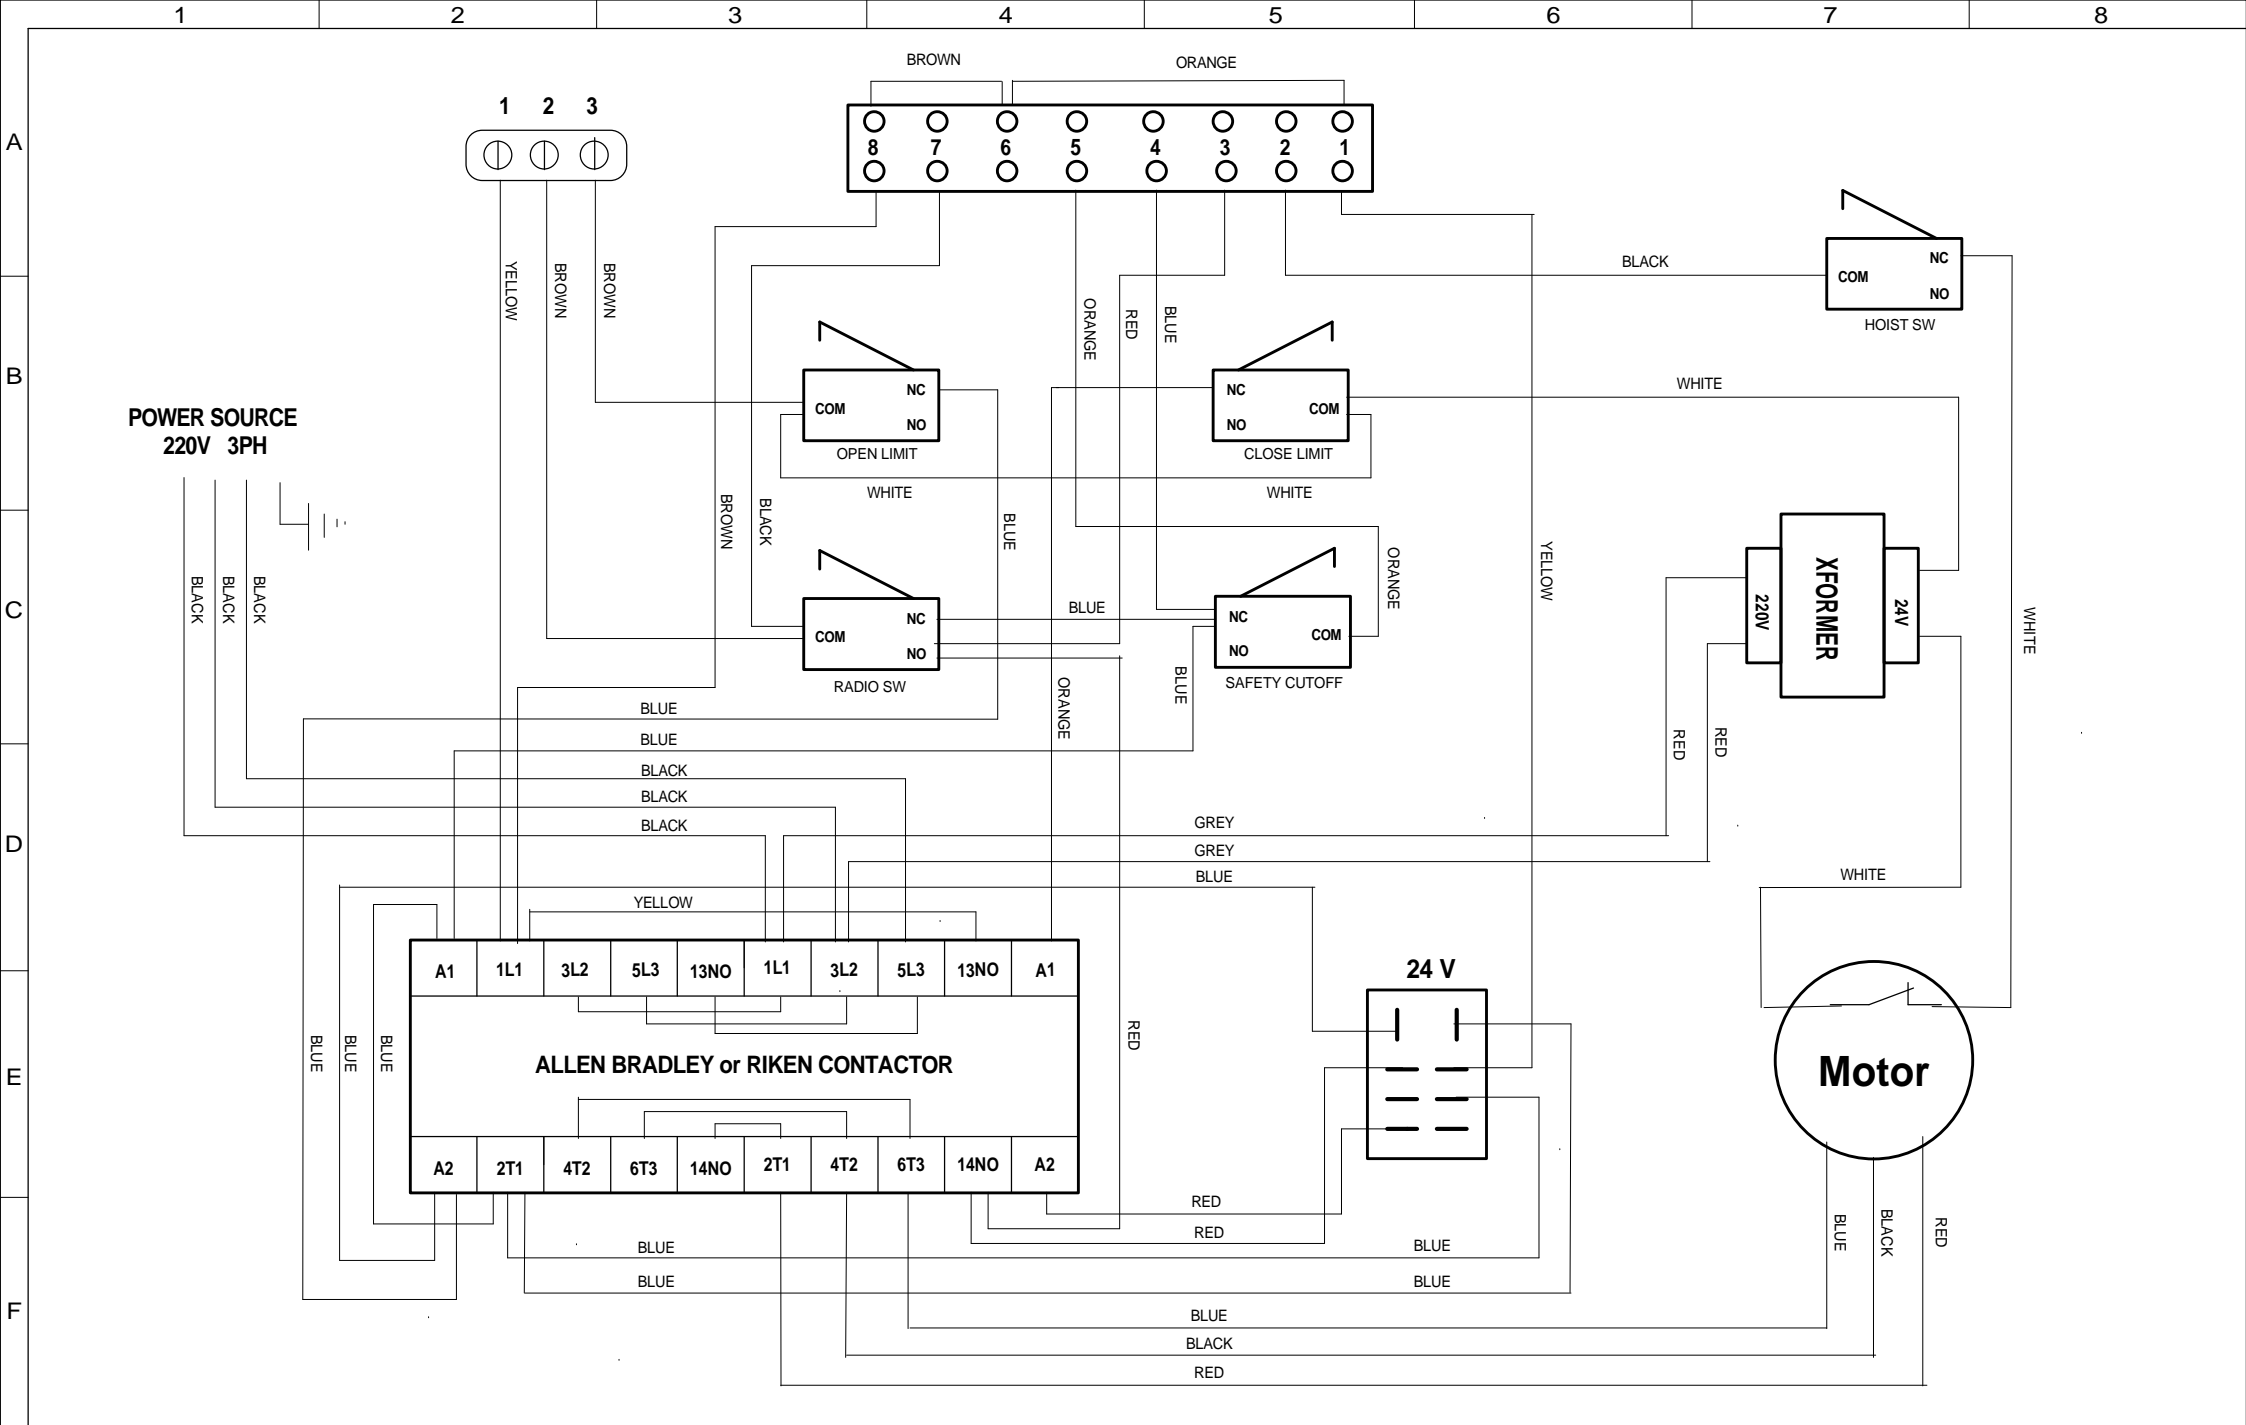 1 2 3 4 5 6 7 8
BROWN ORANGE
1 2 3
A
8 7 6 5 4 3 2 1
NC
COM
NO
HOIST SW
BLACK
YELLOW
BROWN
BROWN
ORANGE
RED
BLUE
B
NC
COM
NO
OPEN LIMIT
NC
COM
NO
CLOSE LIMIT
WHITE
POWER SOURCE
220V 3PH
WHITE WHITE
BROWN
BLACK
BLUE
ORANGE
YELLOW
C
BLACK
BLACK
BLACK
NC
COM
NO
RADIO SW
BLUE
NC
COM
NO
SAFETY CUTOFF
220V
XFORMER
24V
WHITE
BLUE
ORANGE
BLUE
BLUE
RED
RED
BLACK
BLACK
BLACK
D
GREY
GREY
BLUE
WHITE
YELLOW
A1 1L1 3L2 5L3 13NO 1L1 3L2 5L3 13NO A1
24 V
BLUE
BLUE
BLUE
RED
E
ALLEN BRADLEY or RIKEN CONTACTOR
Motor
A2 2T1 4T2 6T3 14NO 2T1 4T2 6T3 14NO A2
RED
RED
BLUE BLUE
BLUE BLUE
BLUE
BLACK
RED
F
BLUE
BLACK
RED